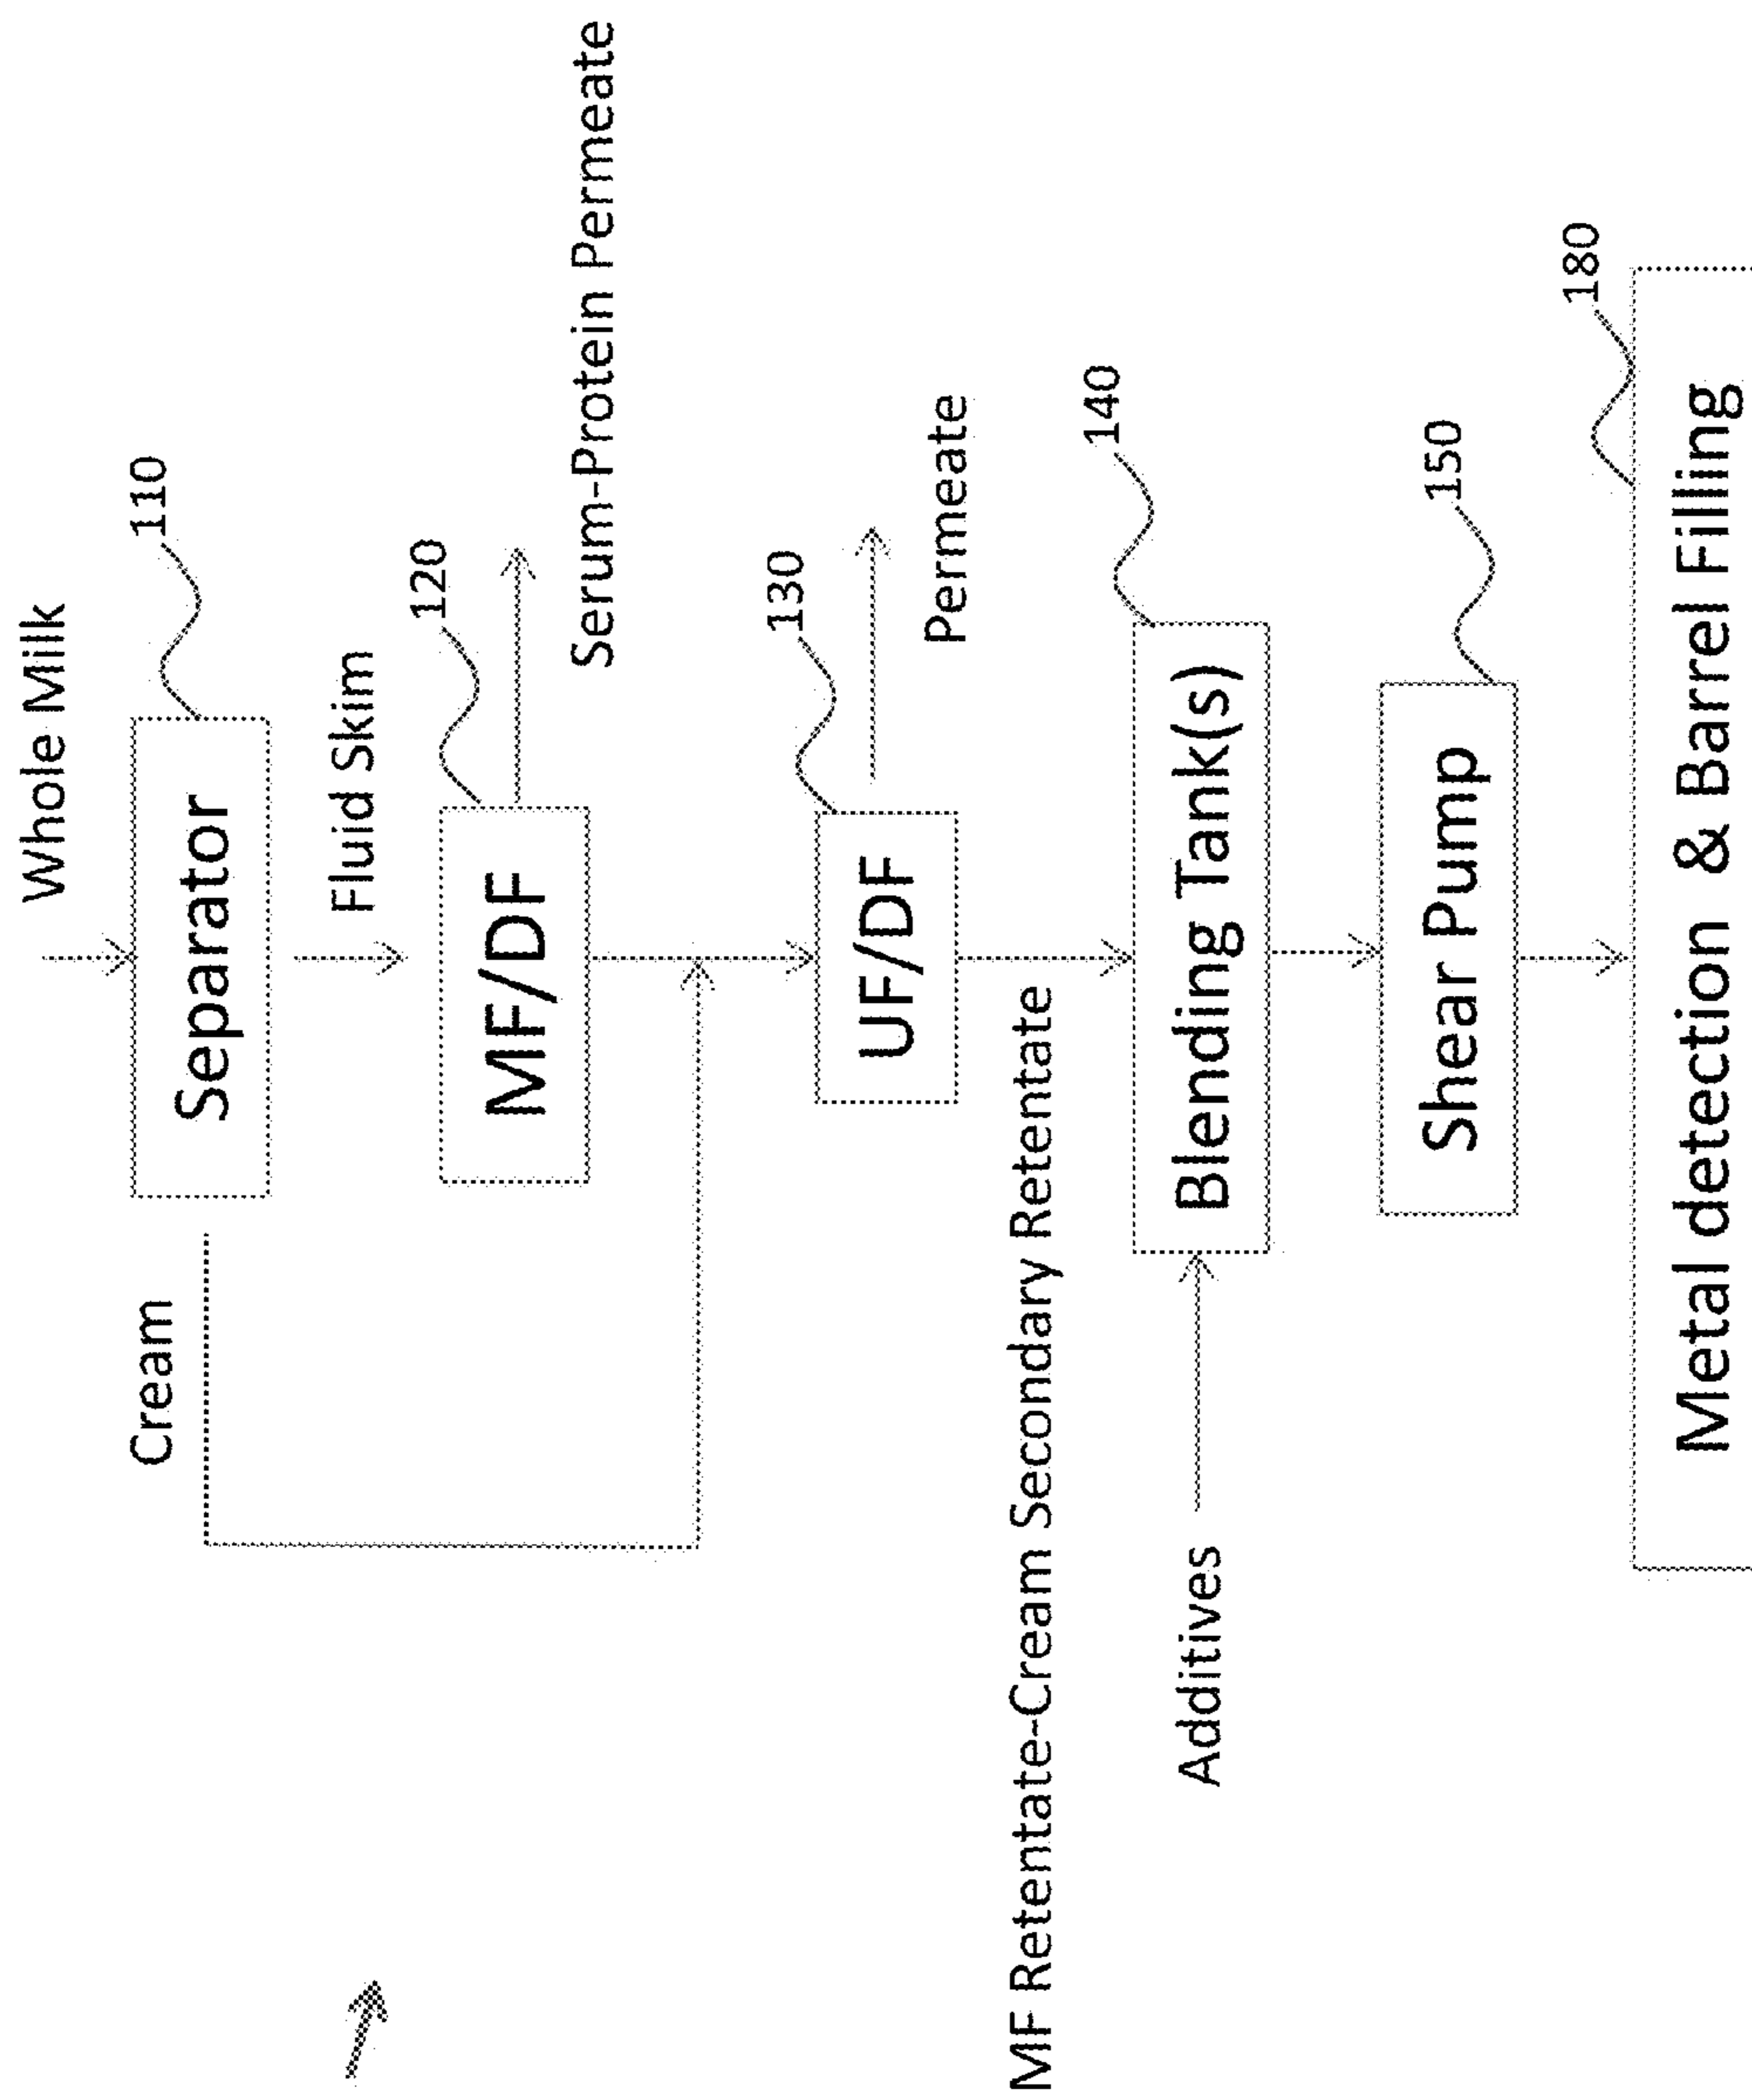 Whole Milk
110
Separator
Cream
Fluid Skim
120
MF/DF
Serum-Protein Permeate
130
UF/DF
Permeate
MF Retentate-Cream Secondary Retentate
140
Blending Tank(s)
Additives
150
Shear Pump
180
Metal detection & Barrel Filling